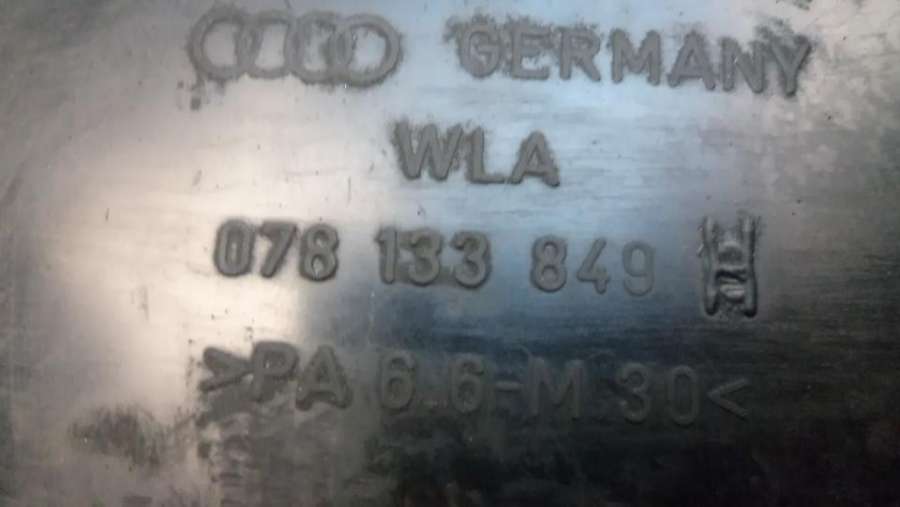 GERMANY
WLA
078 133 849
>PA 6.6-M 30<